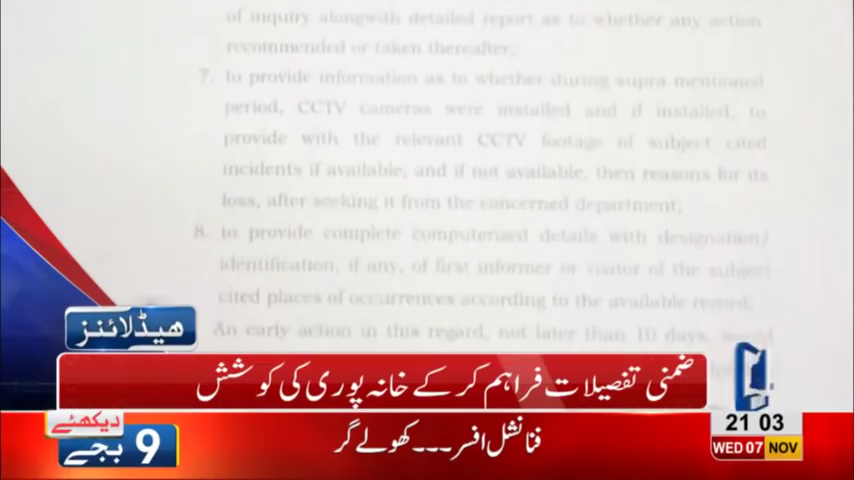 of inquiry alongwith detailed report as to whether any action
recommended or taken thereafter;
7. to provide information as to whether during supra mentioned
period, CCTV cameras were installed and if installed, to
provide with the relevant CCTV footage of subject cited
incidents if available, and if not available, then reasons for its
loss, after seeking it from the concerned department;
8. to provide complete computerized details with designation/
identification, if any, of first informer or visitor of the subject
cited places of occurrences according to the available record.
An early action in this regard, not later than 10 days, would
ہیڈلائنز
ضمنی تفصیلات فراہم کر کے خانہ پوری کی کوشش
دیکھئے
9 بجے
فنانشل افسر ۔۔۔ کھولے گر
21 03
WED 07 NOV